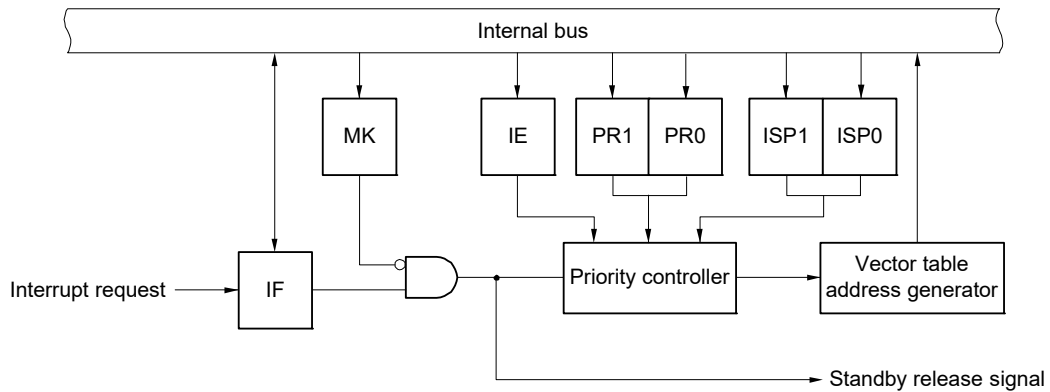 Internal bus
MK
IE
PR1
PR0
ISP1
ISP0
Interrupt request
IF
Priority controller
Vector table
address generator
Standby release signal